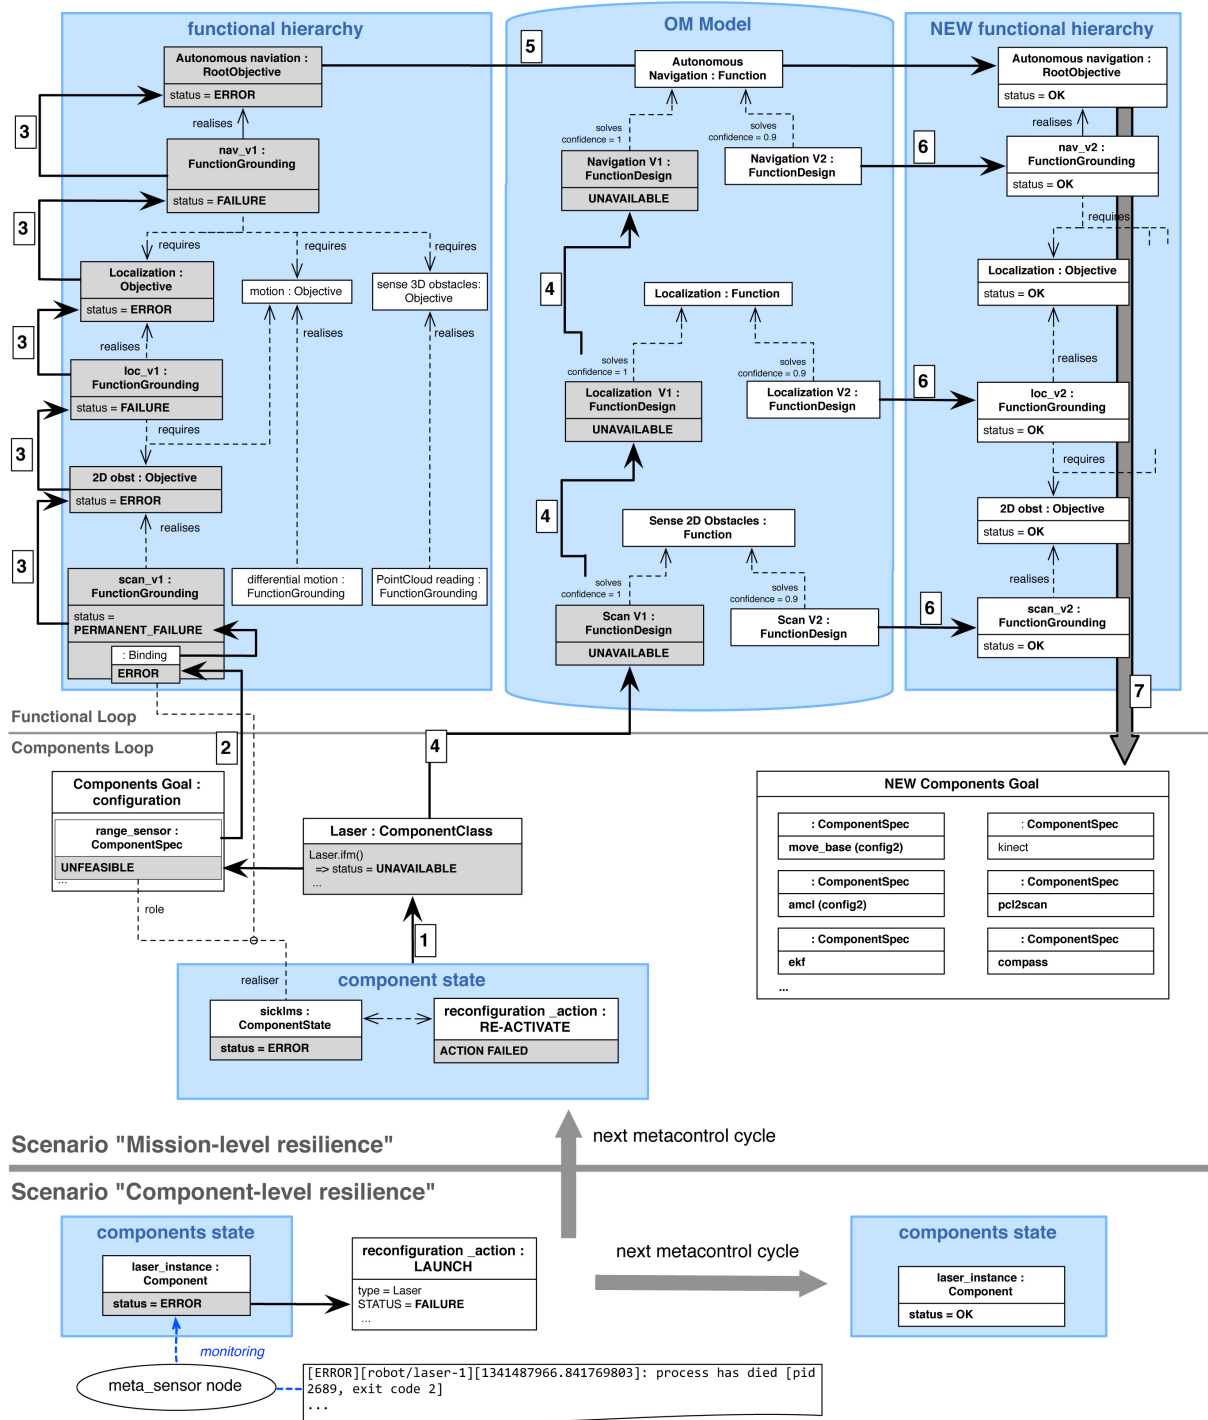 functional hierarchy
Autonomous naviation :
RootObjective
status = ERROR
realises
3
nav_v1 :
FunctionGrounding
status = FAILURE
3
requires
requires
requires
Localization :
Objective
status = ERROR
motion : Objective
sense 3D obstacles:
Objective
3
realises
realises
realises
loc_v1 :
FunctionGrounding
status = FAILURE
requires
3
2D obst : Objective
status = ERROR
realises
3
scan_v1 :
FunctionGrounding
status =
PERMANENT_FAILURE
: Binding
ERROR
differential motion :
FunctionGrounding
PointCloud reading :
FunctionGrounding
OM Model
5
Autonomous
Navigation : Function
solves
confidence = 1
solves
confidence = 0.9
Navigation V1 :
FunctionDesign
UNAVAILABLE
Navigation V2 :
FunctionDesign
6
4
Localization : Function
solves
confidence = 1
solves
confidence = 0.9
Localization V1 :
FunctionDesign
UNAVAILABLE
Localization V2 :
FunctionDesign
6
4
Sense 2D Obstacles :
Function
solves
confidence = 1
solves
confidence = 0.9
Scan V1 :
FunctionDesign
UNAVAILABLE
Scan V2 :
FunctionDesign
6
NEW functional hierarchy
Autonomous navigation :
RootObjective
status = OK
realises
nav_v2 :
FunctionGrounding
status = OK
requires
Localization : Objective
status = OK
realises
loc_v2 :
FunctionGrounding
status = OK
requires
2D obst : Objective
status = OK
realises
scan_v2 :
FunctionGrounding
status = OK
7
Functional Loop
Components Loop
2
4
Components Goal :
configuration
range_sensor :
ComponentSpec
UNFEASIBLE
...
role
Laser : ComponentClass
Laser.ifm()
=> status = UNAVAILABLE
...
1
NEW Components Goal
: ComponentSpec
move_base (config2)
: ComponentSpec
kinect
: ComponentSpec
amcl (config2)
: ComponentSpec
pcl2scan
: ComponentSpec
ekf
: ComponentSpec
compass
...
component state
realiser
sicklms :
ComponentState
status = ERROR
reconfiguration _action :
RE-ACTIVATE
ACTION FAILED
next metacontrol cycle
Scenario "Mission-level resilience"
Scenario "Component-level resilience"
components state
laser_instance :
Component
status = ERROR
reconfiguration _action :
LAUNCH
type = Laser
STATUS = FAILURE
...
next metacontrol cycle
components state
laser_instance :
Component
status = OK
monitoring
meta_sensor node
[ERROR][robot/laser-1][1341487966.841769803]: process has died [pid
2689, exit code 2]
...